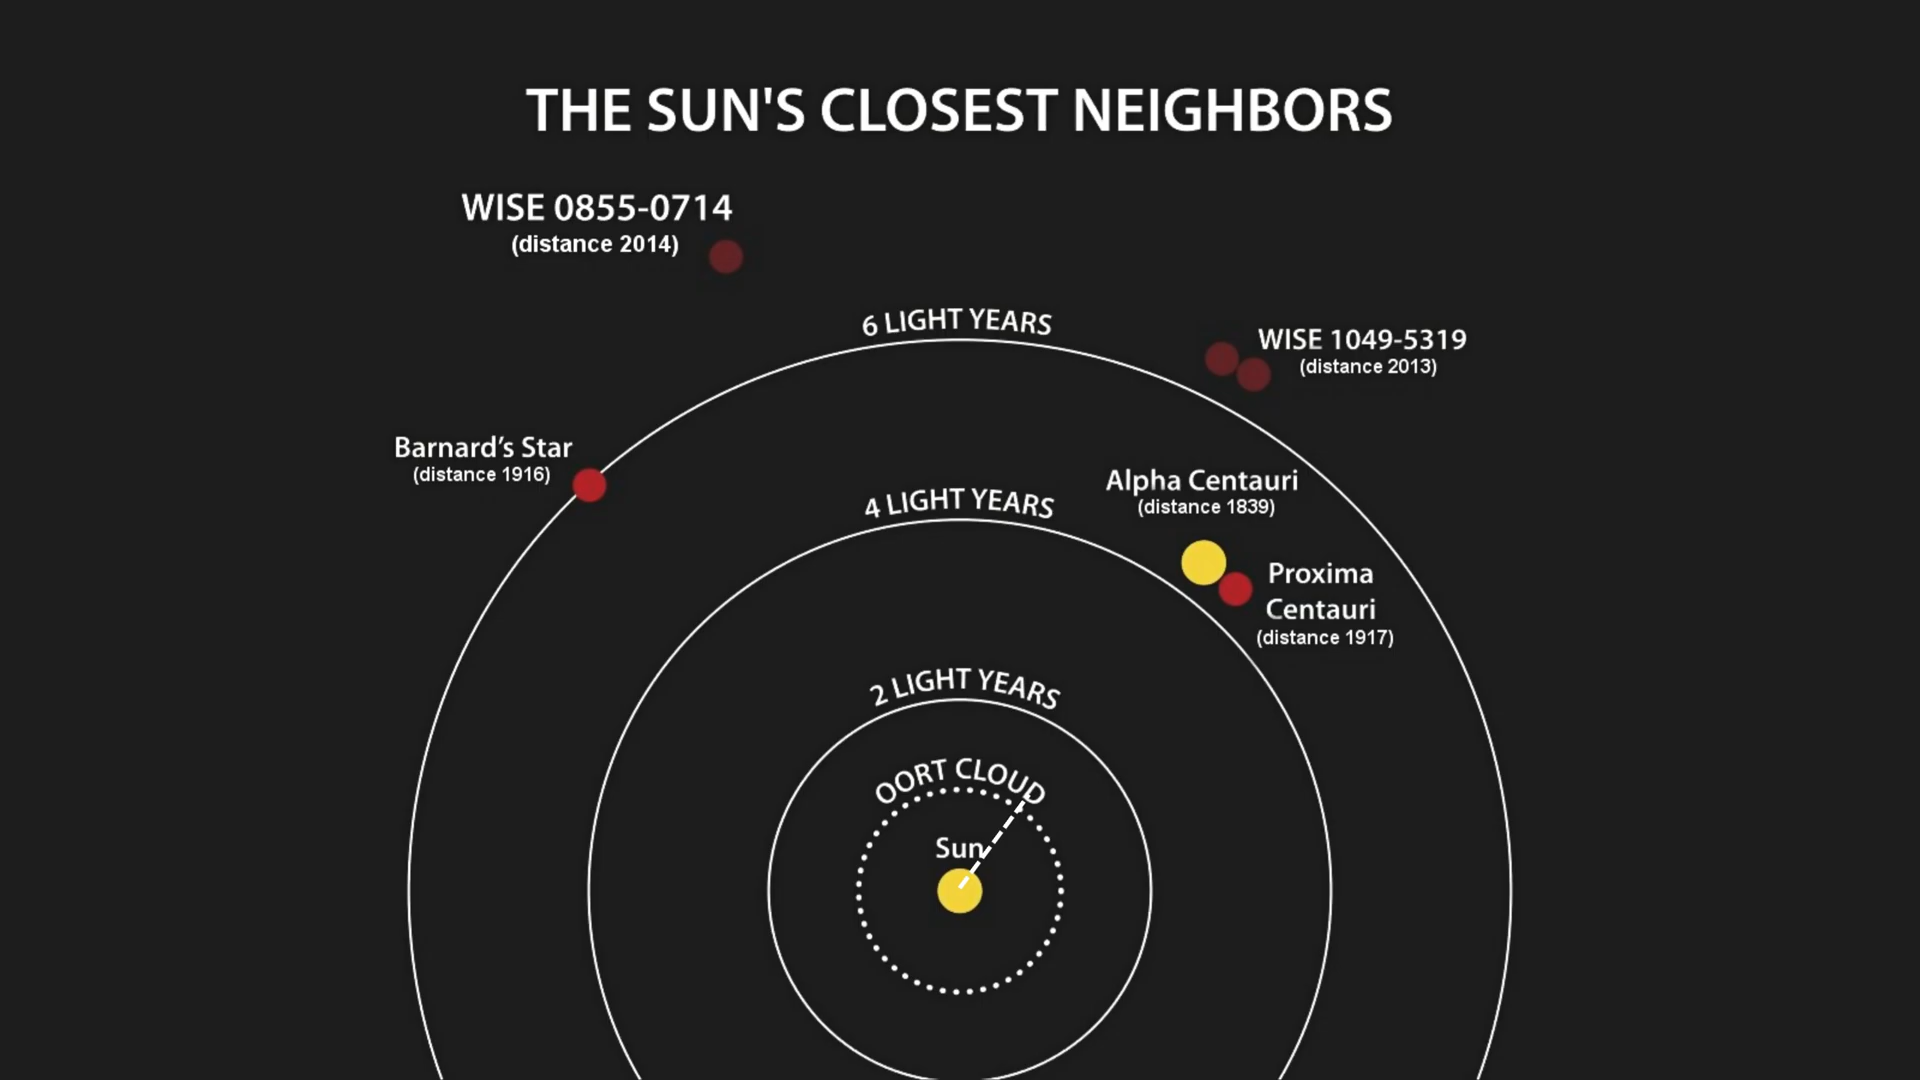 THE SUN'S CLOSEST NEIGHBORS
WISE 0855-0714
(distance 2014)
6 LIGHT YEARS
WISE 1049-5319
(distance 2013)
Barnard’s Star
(distance 1916)
Alpha Centauri
(distance 1839)
4 LIGHT YEARS
Proxima
Centauri
(distance 1917)
2 LIGHT YEARS
OORT CLOUD
Sun